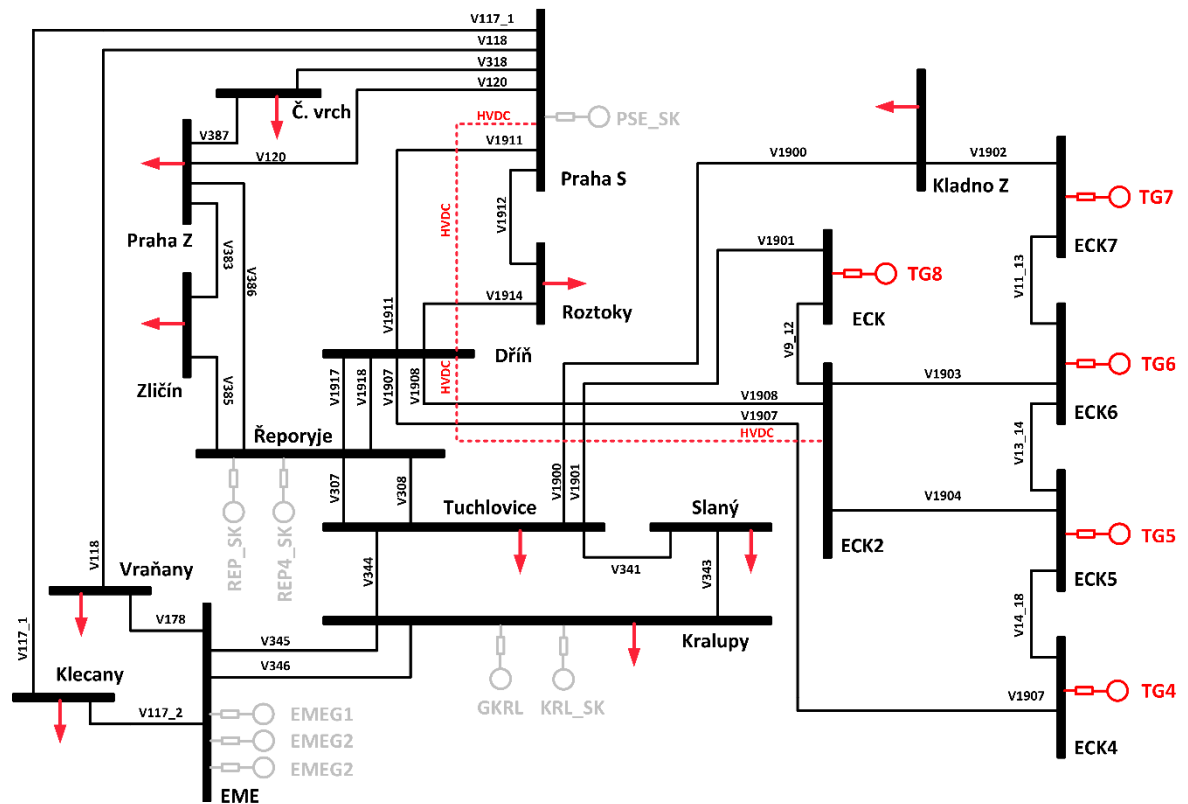 V117_1
V118
V318
V120
Č. vrch
HVDC
PSE_SK
V387
V1911
V120
V1900
V1902
Praha S
Kladno Z
TG7
V1912
HVDC
Praha Z
V383
V386
V1901
ECK7
V11_13
TG8
V1914
Roztoky
V1911
ECK
Dříň
V9_12
TG6
Zličín
V385
V1917
V1918
V1907
V1908
HVDC
V1903
V1908
V1907
ECK6
HVDC
Řeporyje
V13_14
V307
V308
V1900
V1901
Tuchlovice
Slaný
V1904
REP_SK
REP4_SK
TG5
ECK2
V118
V344
V341
V343
ECK5
Vraňany
V178
V14_18
V117_1
V345
Kralupy
V346
Klecany
GKRL
KRL_SK
V1907
TG4
V117_2
EMEG1
EMEG2
EMEG2
ECK4
EME